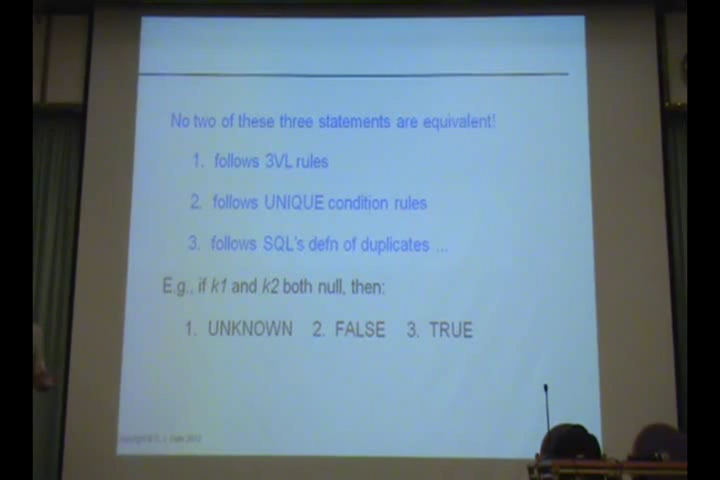 No two of these three statements are equivalent!
1. follows 3VL rules
2. follows UNIQUE condition rules
3. follows SQL's defn of duplicates ...
E.g., if k1 and k2 both null, then:
1. UNKNOWN 2. FALSE 3. TRUE